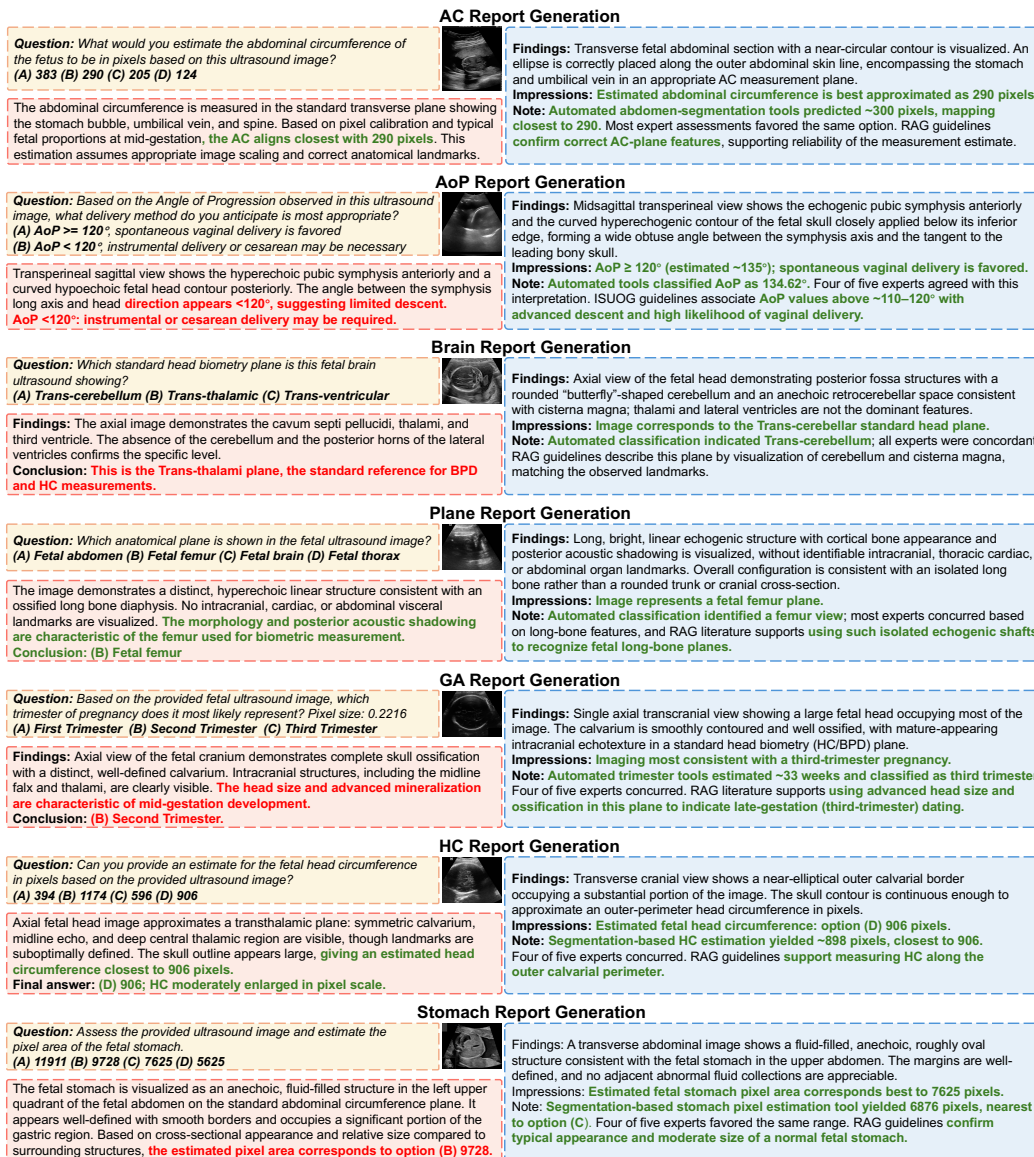 AC Report Generation
Question: What would you estimate the abdominal circumference of
the fetus to be in pixels based on this ultrasound image?
(A) 383 (B) 290 (C) 205 (D) 124
The abdominal circumference is measured in the standard transverse plane showing
the stomach bubble, umbilical vein, and spine. Based on pixel calibration and typical
fetal proportions at mid-gestation, the AC aligns closest with 290 pixels. This
estimation assumes appropriate image scaling and correct anatomical landmarks.
Findings: Transverse fetal abdominal section with a near-circular contour is visualized. An
ellipse is correctly placed along the outer abdominal skin line, encompassing the stomach
and umbilical vein in an appropriate AC measurement plane.
Impressions: Estimated abdominal circumference is best approximated as 290 pixels
Note: Automated abdomen-segmentation tools predicted ~300 pixels, mapping
closest to 290. Most expert assessments favored the same option. RAG guidelines
confirm correct AC-plane features, supporting reliability of the measurement estimate.
AoP Report Generation
Question: Based on the Angle of Progression observed in this ultrasound
image, what delivery method do you anticipate is most appropriate?
(A) AoP >= 120°, spontaneous vaginal delivery is favored
(B) AoP < 120°, instrumental delivery or cesarean may be necessary
Transperineal sagittal view shows the hyperechoic pubic symphysis anteriorly and a
curved hypoechoic fetal head contour posteriorly. The angle between the symphysis
long axis and head direction appears <120°, suggesting limited descent.
AoP <120°: instrumental or cesarean delivery may be required.
Findings: Midsagittal transperineal view shows the echogenic pubic symphysis anteriorly
and the curved hyperechogenic contour of the fetal skull closely applied below its inferior
edge, forming a wide obtuse angle between the symphysis axis and the tangent to the
leading bony skull.
Impressions: AoP ≥ 120° (estimated ~135°); spontaneous vaginal delivery is favored.
Note: Automated tools classified AoP as 134.62°. Four of five experts agreed with this
interpretation. ISUOG guidelines associate AoP values above ~110–120° with
advanced descent and high likelihood of vaginal delivery.
Brain Report Generation
Question: Which standard head biometry plane is this fetal brain
ultrasound showing?
(A) Trans-cerebellum (B) Trans-thalamic (C) Trans-ventricular
Findings: The axial image demonstrates the cavum septi pellucidi, thalami, and
third ventricle. The absence of the cerebellum and the posterior horns of the lateral
ventricles confirms the specific level.
Conclusion: This is the Trans-thalami plane, the standard reference for BPD
and HC measurements.
Findings: Axial view of the fetal head demonstrating posterior fossa structures with a
rounded “butterfly”-shaped cerebellum and an anechoic retrocerebellar space consistent
with cisterna magna; thalami and lateral ventricles are not the dominant features.
Impressions: Image corresponds to the Trans-cerebellar standard head plane.
Note: Automated classification indicated Trans-cerebellum; all experts were concordant
RAG guidelines describe this plane by visualization of cerebellum and cisterna magna,
matching the observed landmarks.
Plane Report Generation
Question: Which anatomical plane is shown in the fetal ultrasound image?
(A) Fetal abdomen (B) Fetal femur (C) Fetal brain (D) Fetal thorax
The image demonstrates a distinct, hyperechoic linear structure consistent with an
ossified long bone diaphysis. No intracranial, cardiac, or abdominal visceral
landmarks are visualized. The morphology and posterior acoustic shadowing
are characteristic of the femur used for biometric measurement.
Conclusion: (B) Fetal femur
Findings: Long, bright, linear echogenic structure with cortical bone appearance and
posterior acoustic shadowing is visualized, without identifiable intracranial, thoracic cardiac,
or abdominal organ landmarks. Overall configuration is consistent with an isolated long
bone rather than a rounded trunk or cranial cross-section.
Impressions: Image represents a fetal femur plane.
Note: Automated classification identified a femur view; most experts concurred based
on long-bone features, and RAG literature supports using such isolated echogenic shafts
to recognize fetal long-bone planes.
GA Report Generation
Question: Based on the provided fetal ultrasound image, which
trimester of pregnancy does it most likely represent? Pixel size: 0.2216
(A) First Trimester (B) Second Trimester (C) Third Trimester
Findings: Axial view of the fetal cranium demonstrates complete skull ossification
with a distinct, well-defined calvarium. Intracranial structures, including the midline
falx and thalami, are clearly visible. The head size and advanced mineralization
are characteristic of mid-gestation development.
Conclusion: (B) Second Trimester.
Findings: Single axial transcranial view showing a large fetal head occupying most of the
image. The calvarium is smoothly contoured and well ossified, with mature-appearing
intracranial echotexture in a standard head biometry (HC/BPD) plane.
Impressions: Imaging most consistent with a third-trimester pregnancy.
Note: Automated trimester tools estimated ~33 weeks and classified as third trimeste
Four of five experts concurred. RAG literature supports using advanced head size and
ossification in this plane to indicate late-gestation (third-trimester) dating.
HC Report Generation
Question: Can you provide an estimate for the fetal head circumference
in pixels based on the provided ultrasound image?
(A) 394 (B) 1174 (C) 596 (D) 906
Axial fetal head image approximates a transthalamic plane: symmetric calvarium,
midline echo, and deep central thalamic region are visible, though landmarks are
suboptimally defined. The skull outline appears large, giving an estimated head
circumference closest to 906 pixels.
Final answer: (D) 906; HC moderately enlarged in pixel scale.
Findings: Transverse cranial view shows a near-elliptical outer calvarial border
occupying a substantial portion of the image. The skull contour is continuous enough to
approximate an outer-perimeter head circumference in pixels.
Impressions: Estimated fetal head circumference: option (D) 906 pixels.
Note: Segmentation-based HC estimation yielded ~898 pixels, closest to 906.
Four of five experts concurred. RAG guidelines support measuring HC along the
outer calvarial perimeter.
Stomach Report Generation
Question: Assess the provided ultrasound image and estimate the
pixel area of the fetal stomach.
(A) 11911 (B) 9728 (C) 7625 (D) 5625
The fetal stomach is visualized as an anechoic, fluid-filled structure in the left upper
quadrant of the fetal abdomen on the standard abdominal circumference plane. It
appears well-defined with smooth borders and occupies a significant portion of the
gastric region. Based on cross-sectional appearance and relative size compared to
surrounding structures, the estimated pixel area corresponds to option (B) 9728.
Findings: A transverse abdominal image shows a fluid-filled, anechoic, roughly oval
structure consistent with the fetal stomach in the upper abdomen. The margins are well-
defined, and no adjacent abnormal fluid collections are appreciable.
Impressions: Estimated fetal stomach pixel area corresponds best to 7625 pixels.
Note: Segmentation-based stomach pixel estimation tool yielded 6876 pixels, nearest
to option (C). Four of five experts favored the same range. RAG guidelines confirm
typical appearance and moderate size of a normal fetal stomach.